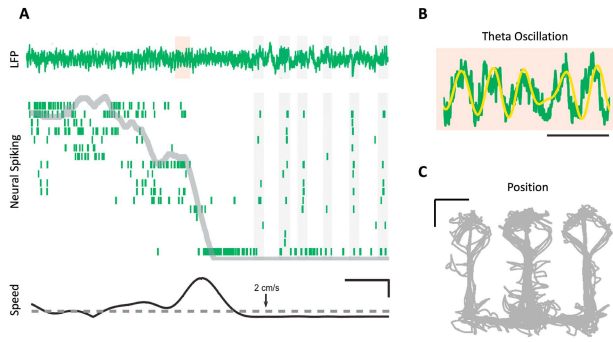 A
LFP
Neural Spiking
Speed
2 cm/s
B
Theta Oscillation
C
Position